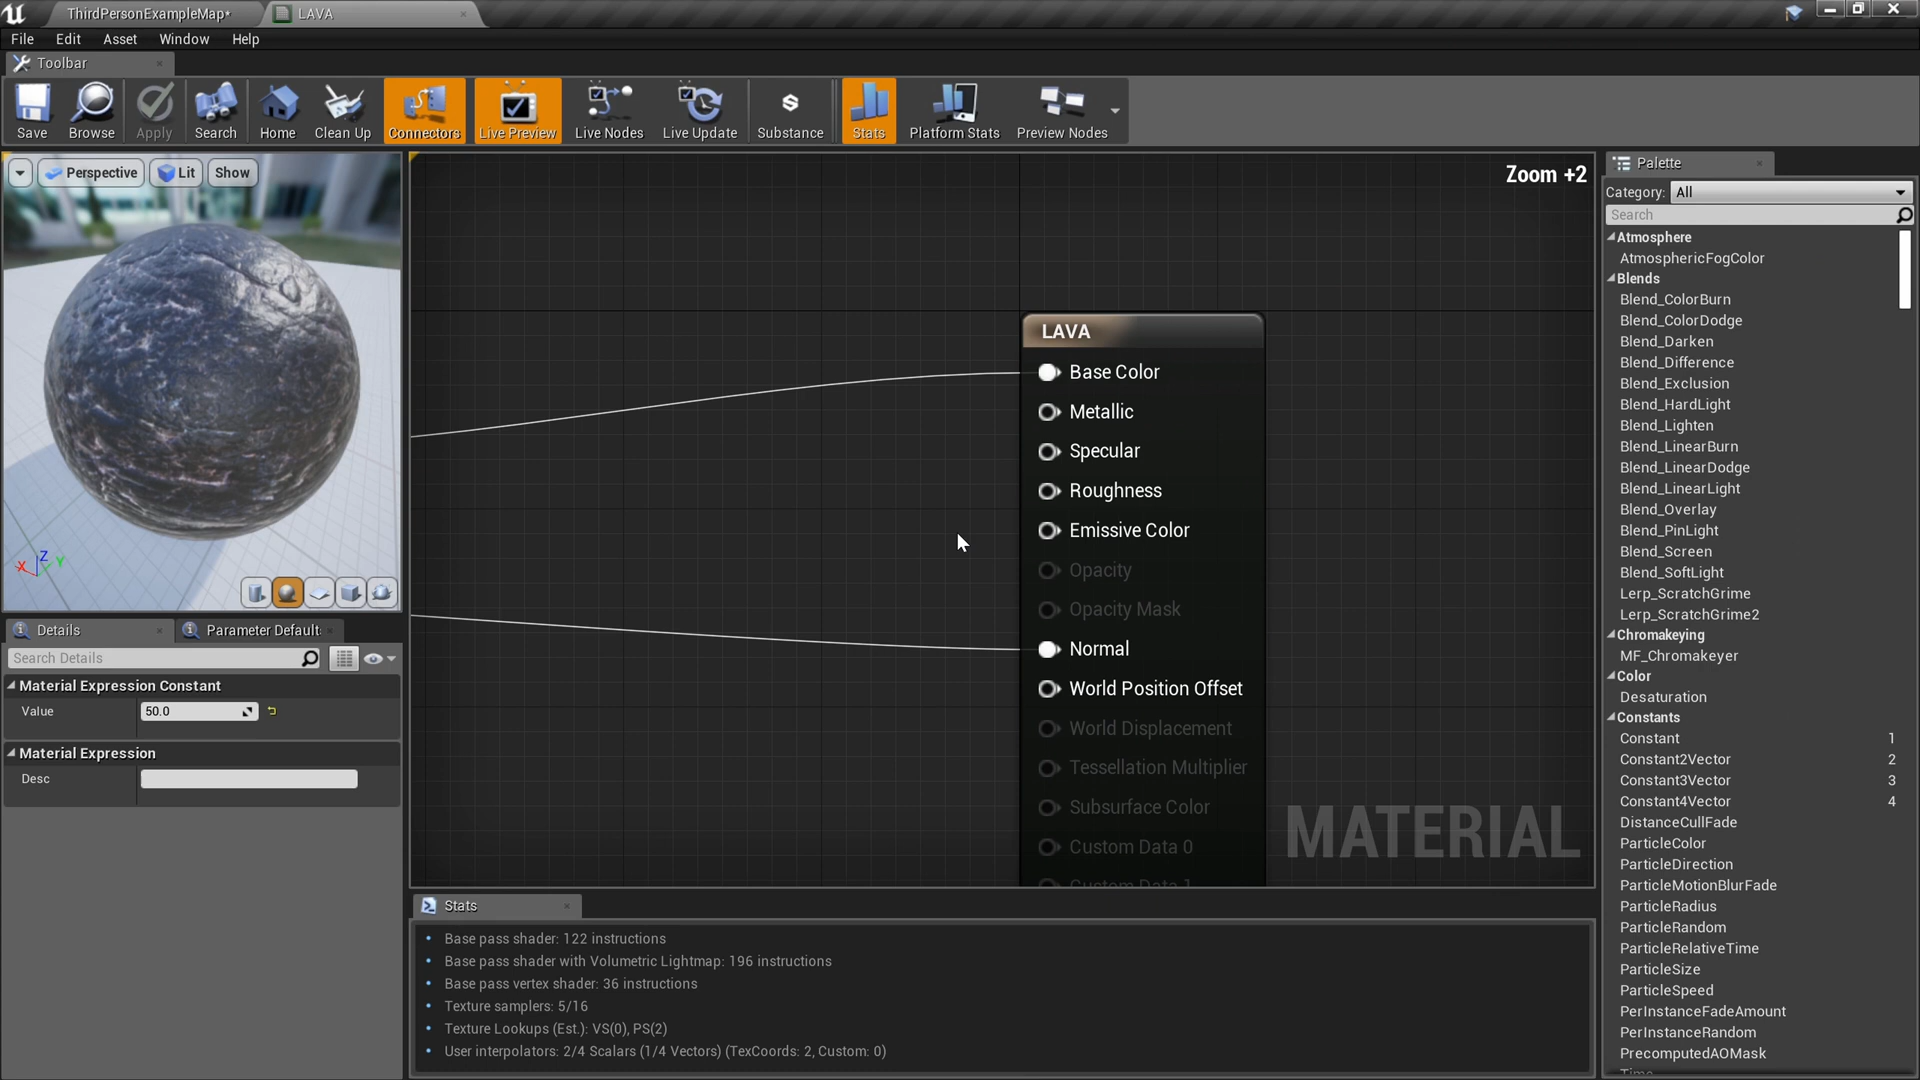 ThirdPersonExampleMap*
LAVA
File Edit Asset Window Help
Toolbar
Save Browse Apply Search Home Clean Up Connectors Live Preview Live Nodes Live Update Substance Stats Platform Stats Preview Nodes
Perspective Lit Show
X Z Y
Details
Parameter Default
Search Details
Material Expression Constant
Value 50.0
Material Expression
Desc
Zoom +2
LAVA
Base Color
Metallic
Specular
Roughness
Emissive Color
Opacity
Opacity Mask
Normal
World Position Offset
World Displacement
Tessellation Multiplier
Subsurface Color
Custom Data 0
Custom Data 1
MATERIAL
Stats
Base pass shader: 122 instructions
Base pass shader with Volumetric Lightmap: 196 instructions
Base pass vertex shader: 36 instructions
Texture samplers: 5/16
Texture Lookups (Est.): VS(0), PS(2)
User interpolators: 2/4 Scalars (1/4 Vectors) (TexCoords: 2, Custom: 0)
Palette
Category: All
Search
Atmosphere
AtmosphericFogColor
Blends
Blend_ColorBurn
Blend_ColorDodge
Blend_Darken
Blend_Difference
Blend_Exclusion
Blend_HardLight
Blend_Lighten
Blend_LinearBurn
Blend_LinearDodge
Blend_LinearLight
Blend_Overlay
Blend_PinLight
Blend_Screen
Blend_SoftLight
Lerp_ScratchGrime
Lerp_ScratchGrime2
Chromakeying
MF_Chromakeyer
Color
Desaturation
Constants
Constant 1
Constant2Vector 2
Constant3Vector 3
Constant4Vector 4
DistanceCullFade
ParticleColor
ParticleDirection
ParticleMotionBlurFade
ParticleRadius
ParticleRandom
ParticleRelativeTime
ParticleSize
ParticleSpeed
PerInstanceFadeAmount
PerInstanceRandom
PrecomputedAOMask
Time